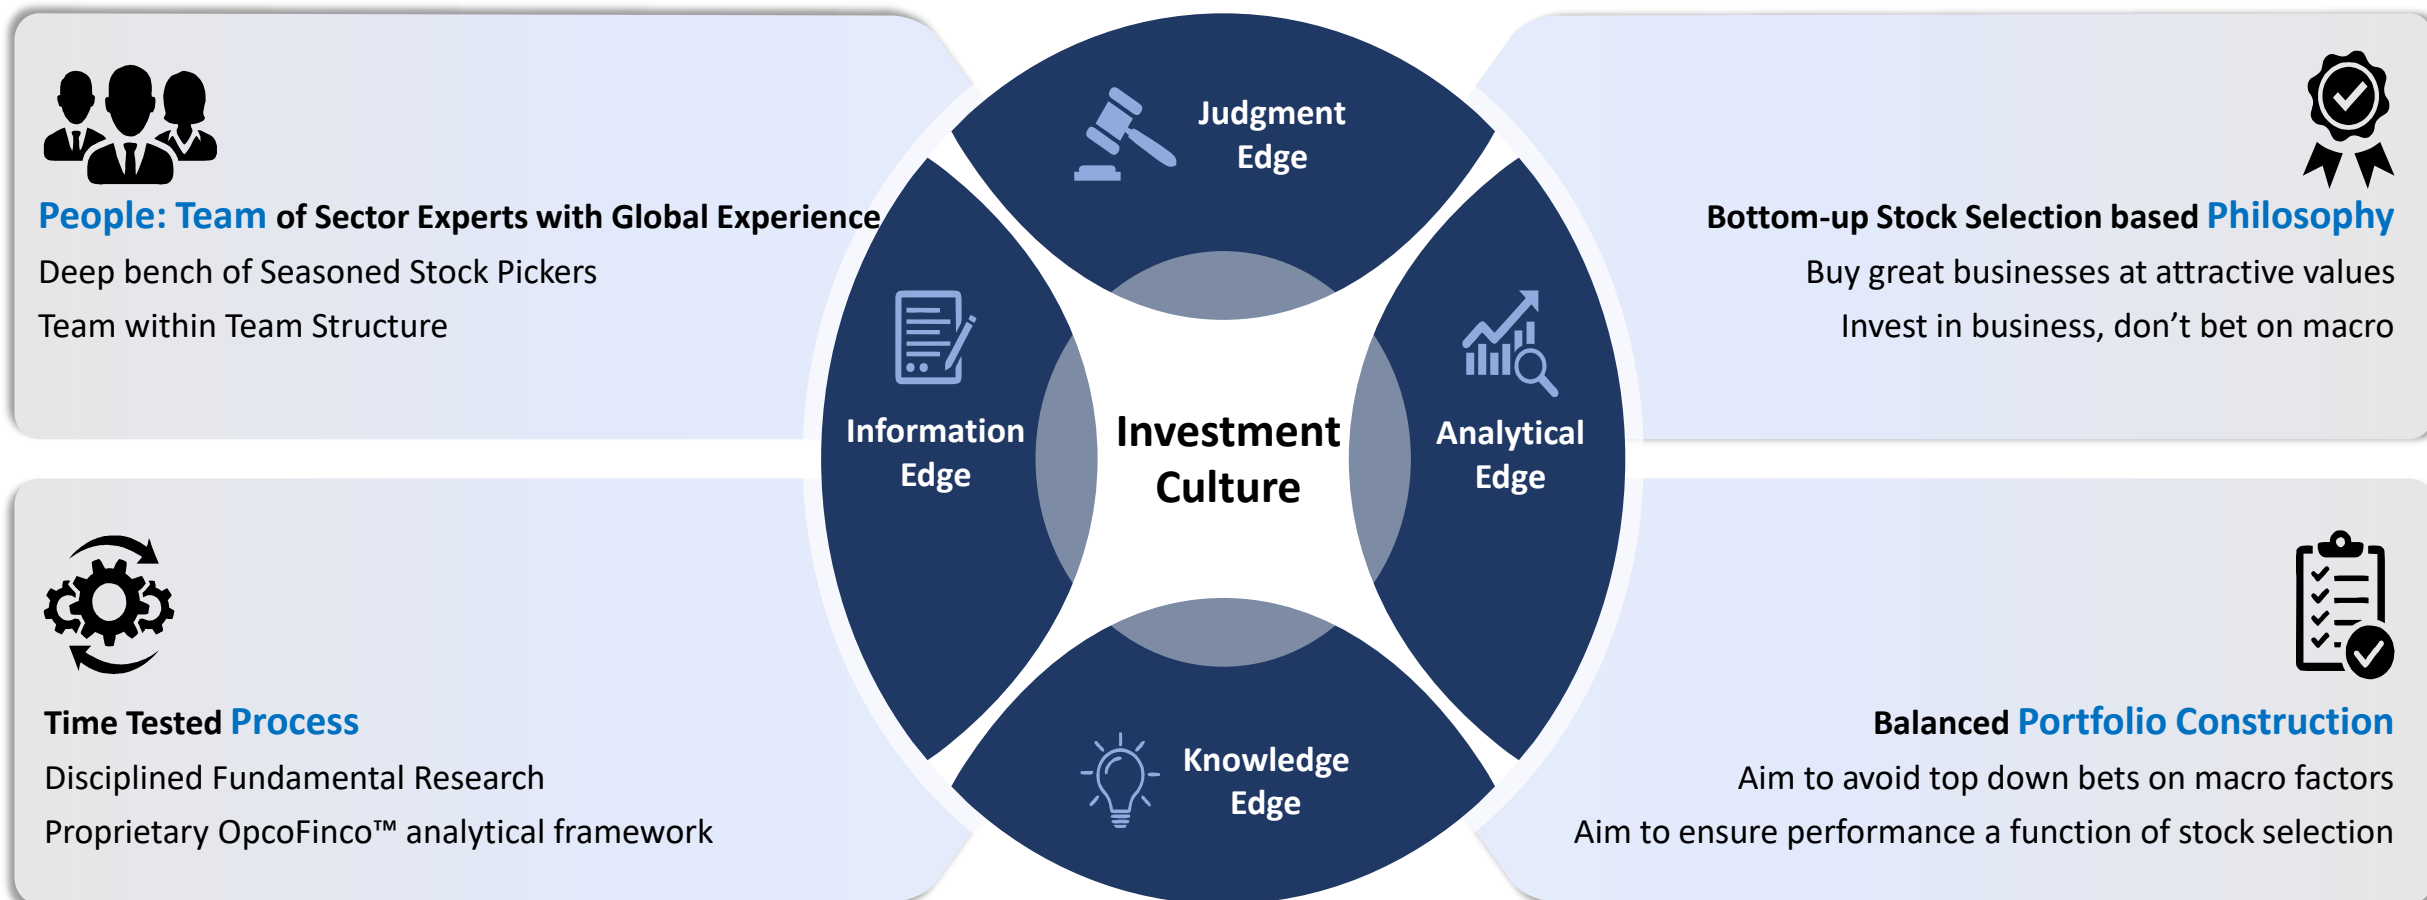 People: Team of Sector Experts with Global Experience
Deep bench of Seasoned Stock Pickers
Team within Team Structure
Judgment
Edge
Bottom-up Stock Selection based Philosophy
Buy great businesses at attractive values
Invest in business, don’t bet on macro
Information
Edge
Investment
Culture
Analytical
Edge
Time Tested Process
Disciplined Fundamental Research
Proprietary OpcoFinco™ analytical framework
Knowledge
Edge
Balanced Portfolio Construction
Aim to avoid top down bets on macro factors
Aim to ensure performance a function of stock selection